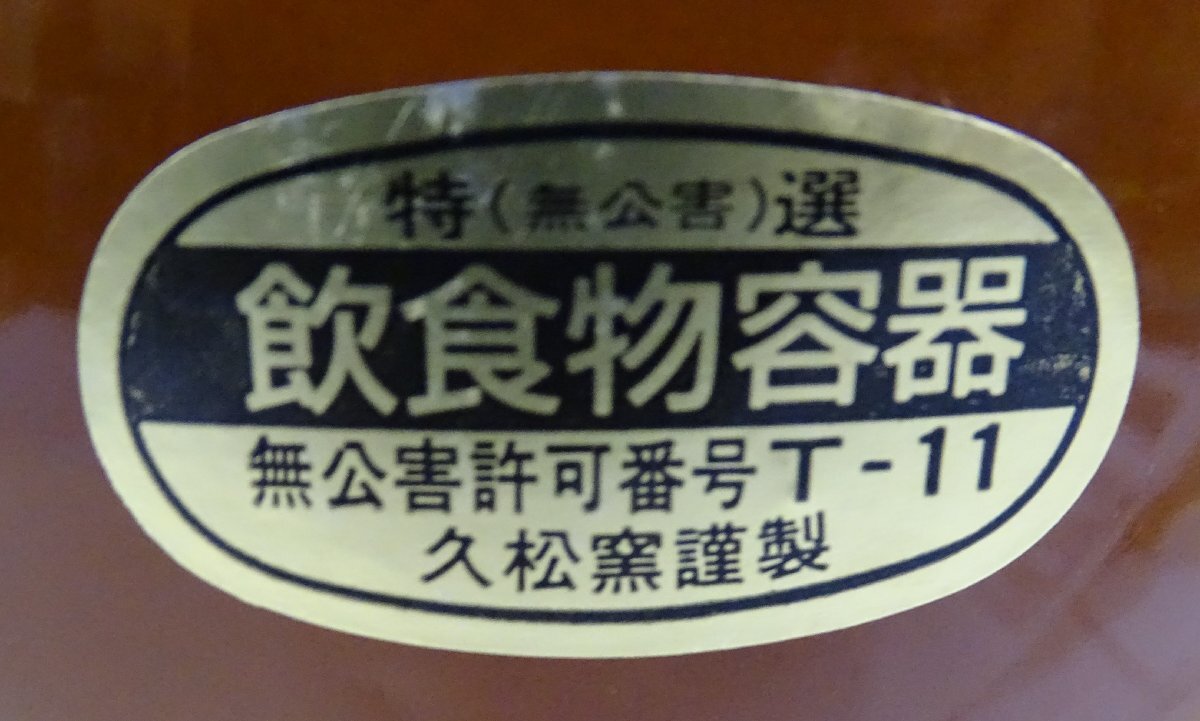 特(無公害)選
飲食物容器
無公害許可番号T-11
久松窯謹製